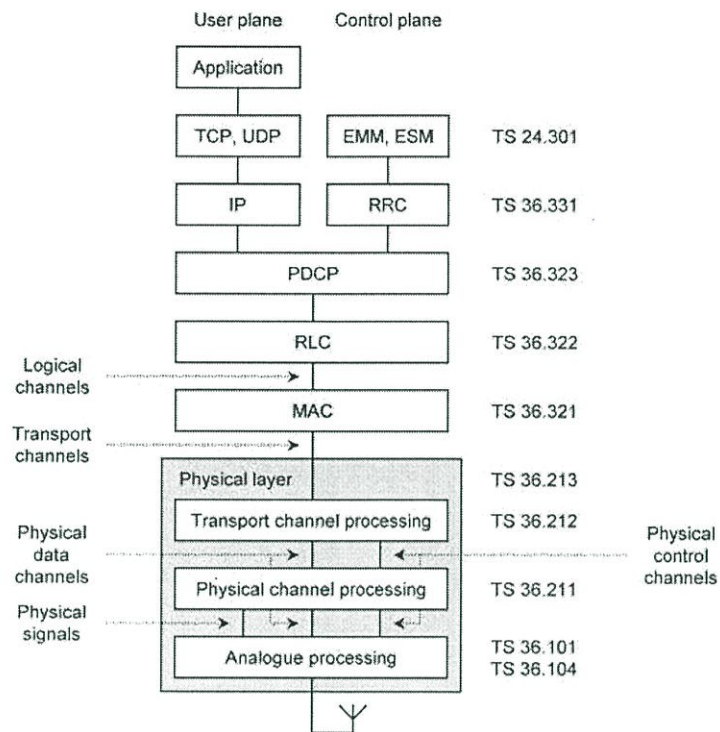 User plane
Control plane
Application
TCP, UDP
EMM, ESM
TS 24.301
IP
RRC
TS 36.331
PDCP
TS 36.323
RLC
TS 36.322
Logical
channels
MAC
TS 36.321
Transport
channels
Physical layer
TS 36.213
Transport channel processing
TS 36.212
Physical
data
channels
Physical
control
channels
Physical channel processing
TS 36.211
Physical
signals
Analogue processing
TS 36.101
TS 36.104